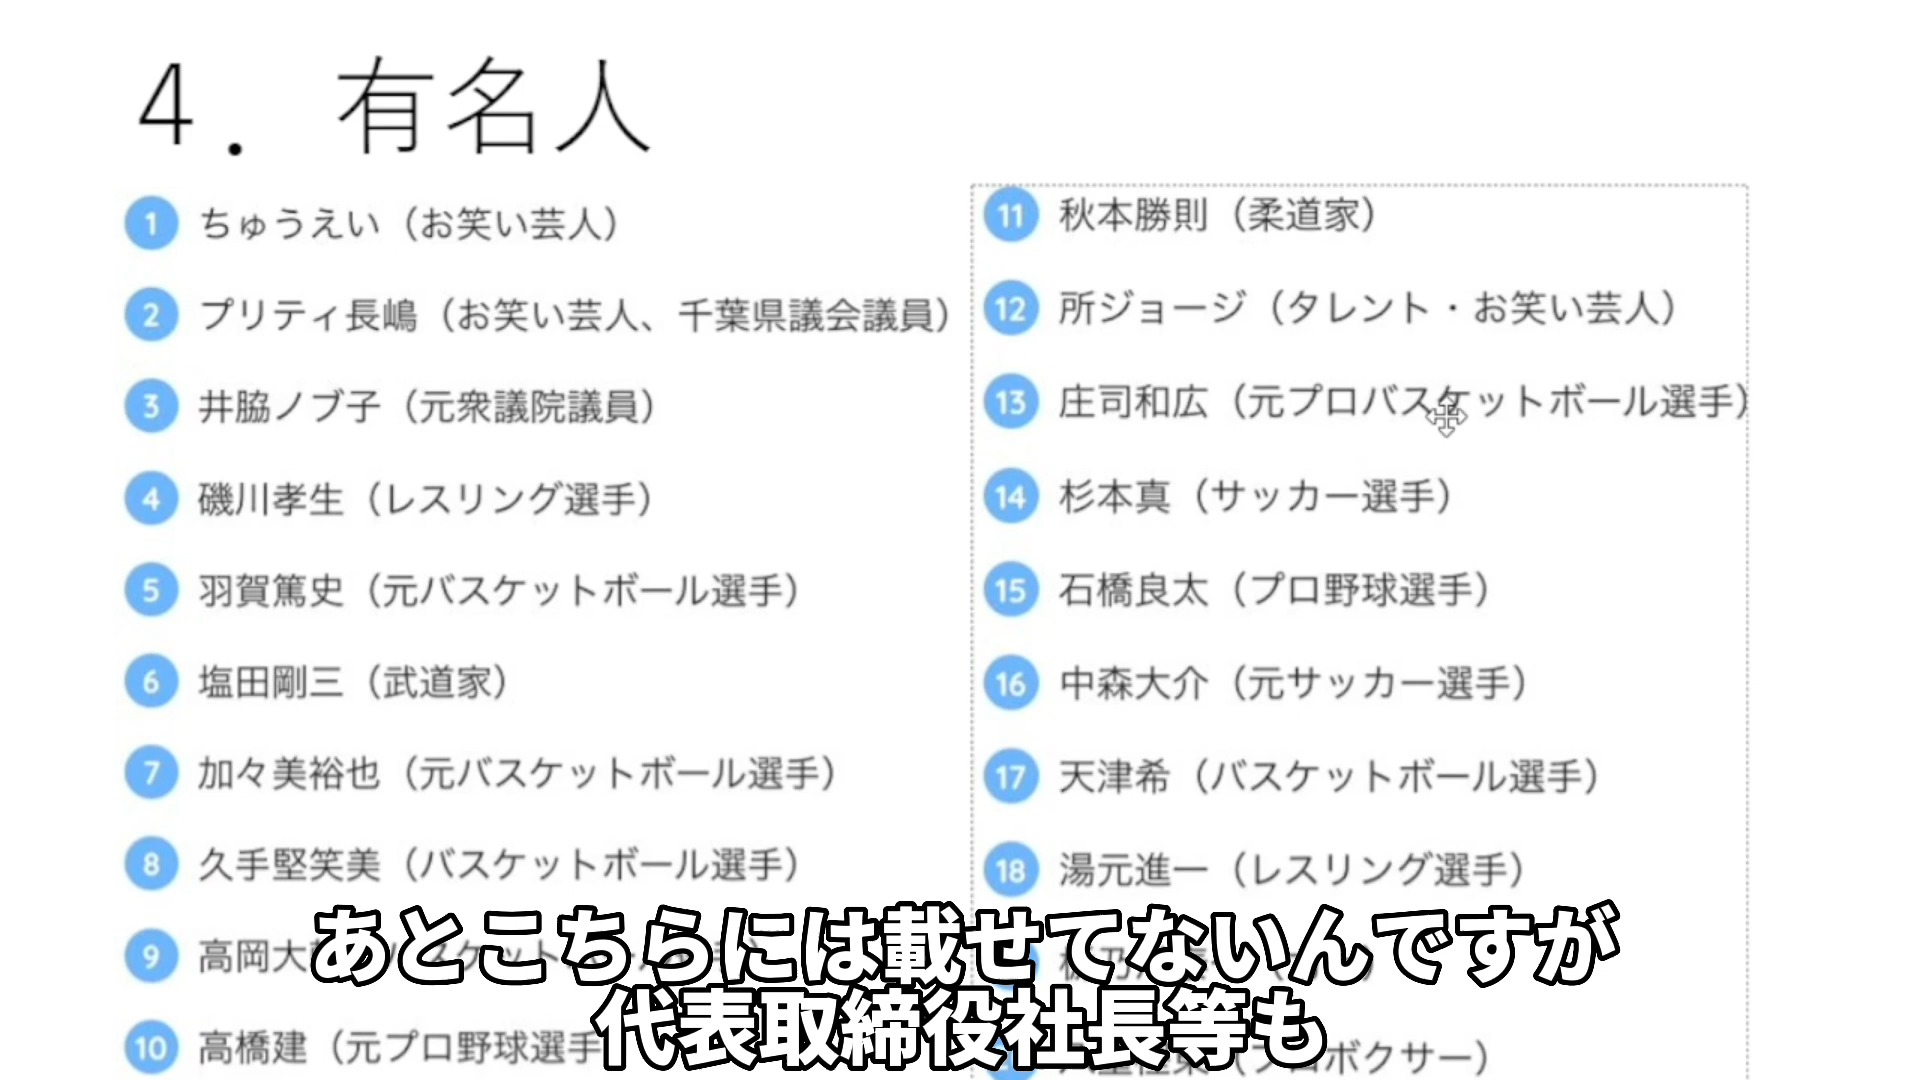 4．有名人
1 ちゅうえい（お笑い芸人）
2 プリティ長嶋（お笑い芸人、千葉県議会議員）
3 井脇ノブ子（元衆議院議員）
4 磯川孝生（レスリング選手）
5 羽賀篤史（元バスケットボール選手）
6 塩田剛三（武道家）
7 加々美裕也（元バスケットボール選手）
8 久手堅笑美（バスケットボール選手）
9 高岡大
10 高橋建（元プロ野球選手
11 秋本勝則（柔道家）
12 所ジョージ（タレント・お笑い芸人）
13 庄司和広（元プロバスケットボール選手）
14 杉本真（サッカー選手）
15 石橋良太（プロ野球選手）
16 中森大介（元サッカー選手）
17 天津希（バスケットボール選手）
18 湯元進一（レスリング選手）
ボクサー）
あとこちらには載せてないんですが
代表取締役社長等も